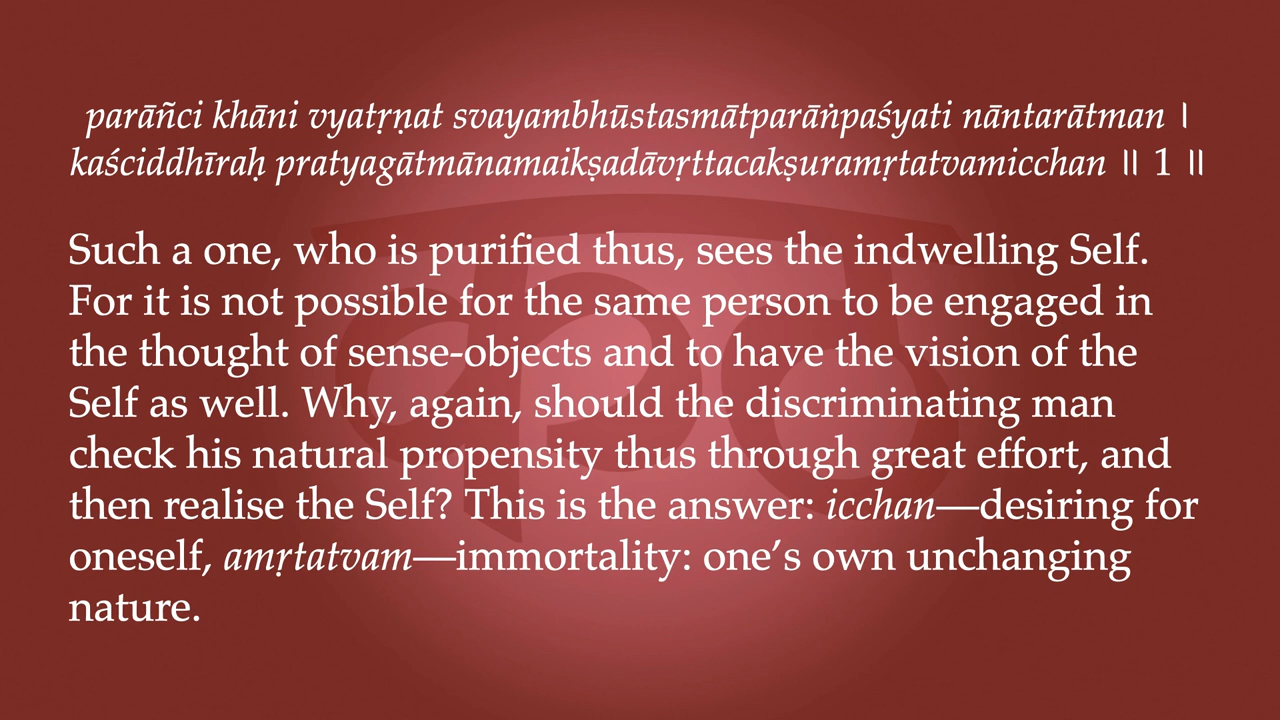 parāñci khāni vyatṛṇat svayambhūstasmātparāṅpaśyati nāntarātman ।
kaściddhīraḥ pratyagātmānamaikṣadāvṛttacakṣuramṛtatvamicchan ॥ 1 ॥
Such a one, who is purified thus, sees the indwelling Self.
For it is not possible for the same person to be engaged in
the thought of sense-objects and to have the vision of the
Self as well. Why, again, should the discriminating man
check his natural propensity thus through great effort, and
then realise the Self? This is the answer: icchan—desiring for
oneself, amṛtatvam—immortality: one’s own unchanging
nature.